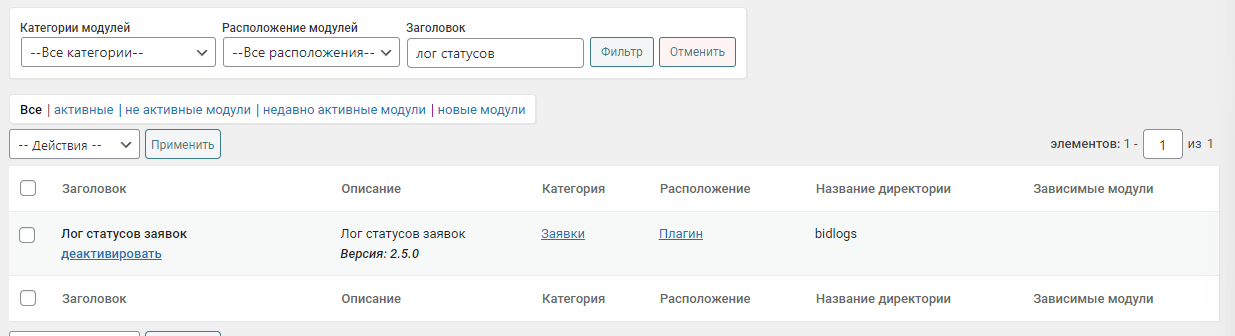 Категории модулей Расположение модулей Заголовок
--Все категории-- --Все расположения-- лог статусов Фильтр Отменить
Все | активные | не активные модули | недавно активные модули | новые модули
-- Действия -- Применить элементов: 1 - 1 из 1
Заголовок Описание Категория Расположение Название директории Зависимые модули
Лог статусов заявок Лог статусов заявок Заявки Плагин bidlogs
деактивировать Версия: 2.5.0
Заголовок Описание Категория Расположение Название директории Зависимые модули